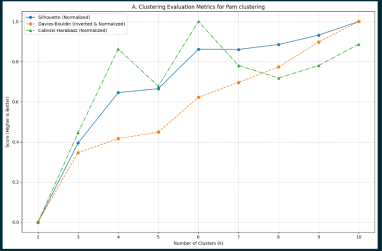 A. Clustering Evaluation Metrics for Pam clustering
Silhouette (Normalized)
Davies-Bouldin (Inverted & Normalized)
Calinski-Harabasz (Normalized)
Score (Higher is Better)
1.0
0.8
0.6
0.4
0.2
0.0
2 3 4 5 6 7 8 9 10
Number of Clusters (k)